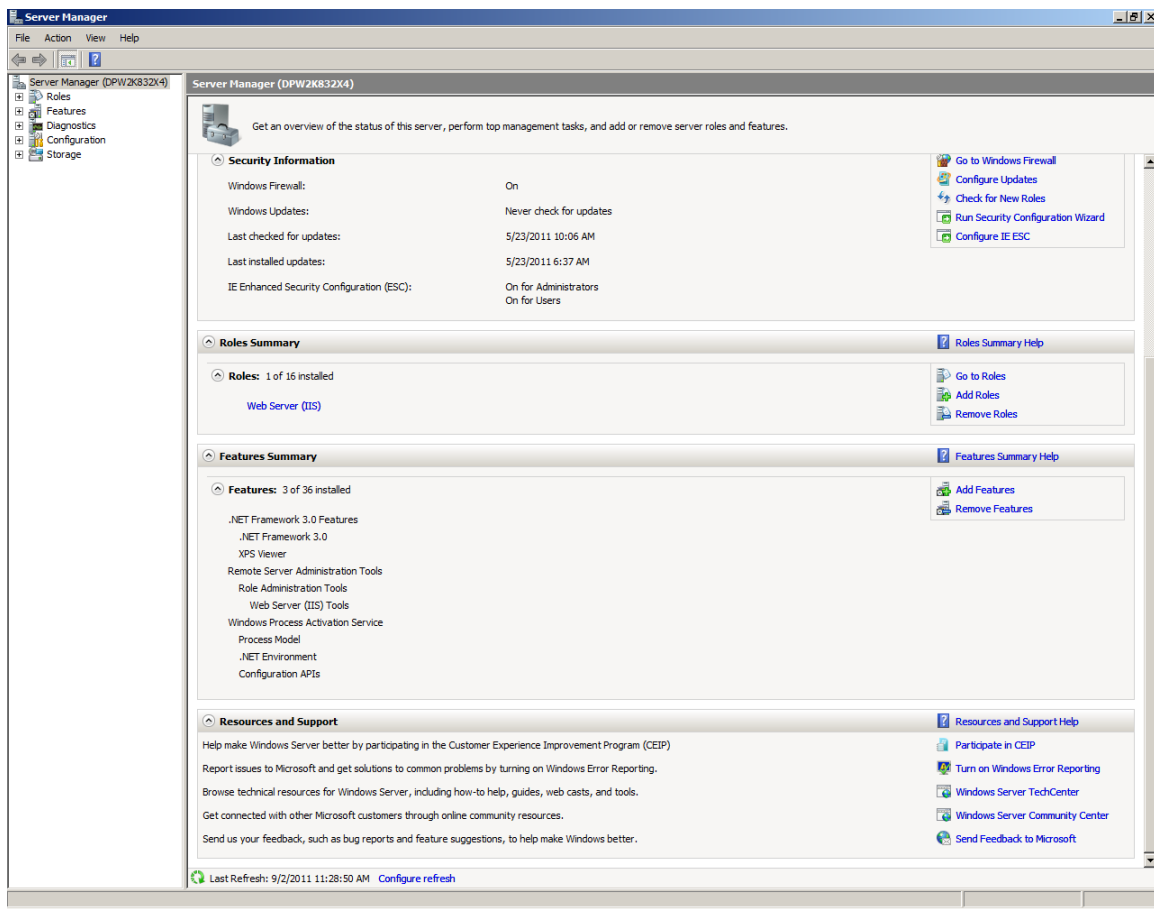 Server Manager
File Action View Help
Server Manager (DPW2K832X4)
Roles
Features
Diagnostics
Configuration
Storage
Server Manager (DPW2K832X4)
Get an overview of the status of this server, perform top management tasks, and add or remove server roles and features.
Security Information
Windows Firewall: On
Windows Updates: Never check for updates
Last checked for updates: 5/23/2011 10:06 AM
Last installed updates: 5/23/2011 6:37 AM
IE Enhanced Security Configuration (ESC): On for Administrators
On for Users
Go to Windows Firewall
Configure Updates
Check for New Roles
Run Security Configuration Wizard
Configure IE ESC
Roles Summary
Roles Summary Help
Roles: 1 of 16 installed
Web Server (IIS)
Go to Roles
Add Roles
Remove Roles
Features Summary
Features Summary Help
Features: 3 of 36 installed
.NET Framework 3.0 Features
.NET Framework 3.0
XPS Viewer
Remote Server Administration Tools
Role Administration Tools
Web Server (IIS) Tools
Windows Process Activation Service
Process Model
.NET Environment
Configuration APIs
Add Features
Remove Features
Resources and Support
Resources and Support Help
Help make Windows Server better by participating in the Customer Experience Improvement Program (CEIP)
Participate in CEIP
Report issues to Microsoft and get solutions to common problems by turning on Windows Error Reporting.
Turn on Windows Error Reporting
Browse technical resources for Windows Server, including how-to help, guides, web casts, and tools.
Windows Server TechCenter
Get connected with other Microsoft customers through online community resources.
Windows Server Community Center
Send us your feedback, such as bug reports and feature suggestions, to help make Windows better.
Send Feedback to Microsoft
Last Refresh: 9/2/2011 11:28:50 AM Configure refresh